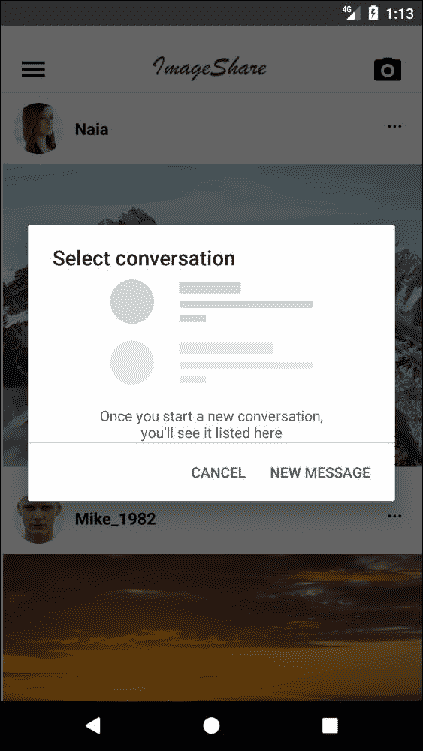 4G 1:13
ImageShare
Naia
Select conversation
Once you start a new conversation,
you'll see it listed here
CANCEL NEW MESSAGE
Mike_1982